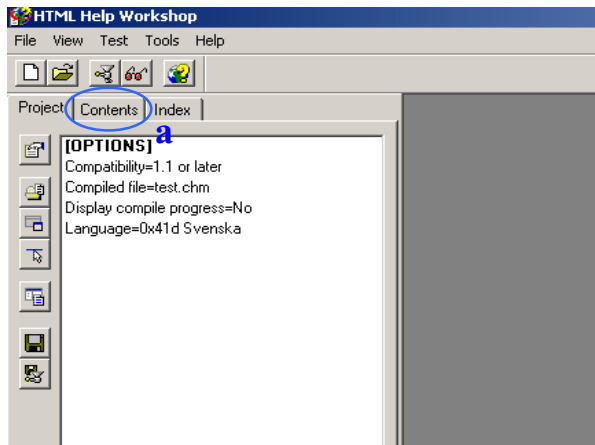 HTML Help Workshop
File View Test Tools Help
Project Contents Index
a
[OPTIONS]
Compatibility=1.1 or later
Compiled file=test.chm
Display compile progress=No
Language=0x41d Svenska